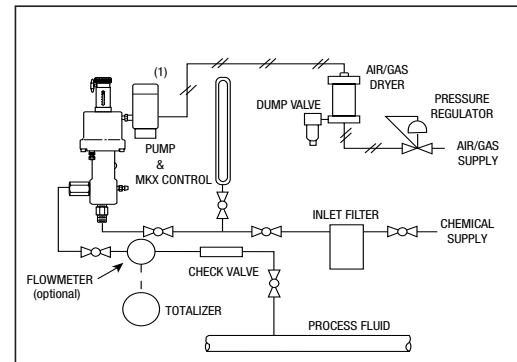 (1)
AIR/GAS
DRYER
DUMP VALVE
PRESSURE
REGULATOR
PUMP
&
MKX CONTROL
AIR/GAS
SUPPLY
INLET FILTER
CHEMICAL
SUPPLY
FLOWMETER
(optional)
CHECK VALVE
TOTALIZER
PROCESS FLUID